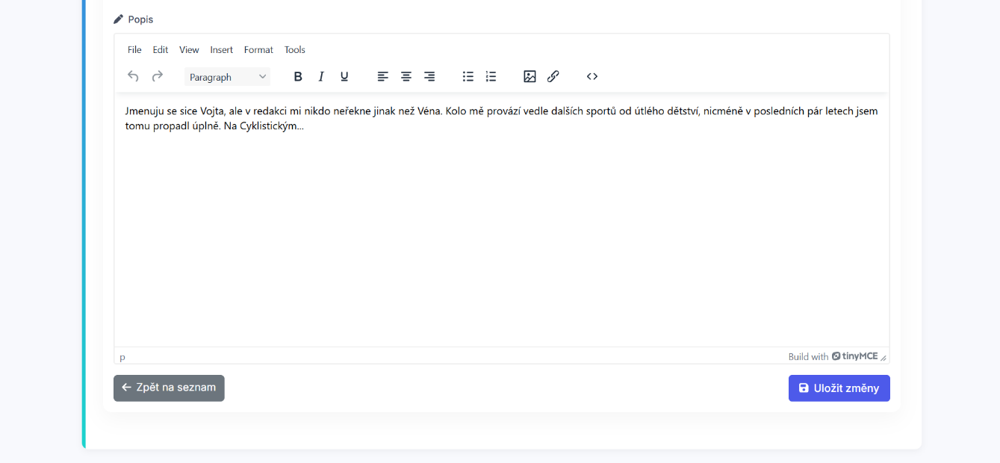 Popis
File Edit View Insert Format Tools
Paragraph B I U
Jmenuju se sice Vojta, ale v redakci mi nikdo neřekne jinak než Véna. Kolo mě provází vedle dalších sportů od útlého dětství, nicméně v posledních pár letech jsem
tomu propadl úplně. Na Cyklistickým...
p Build with tinyMCE
Zpět na seznam Uložit změny